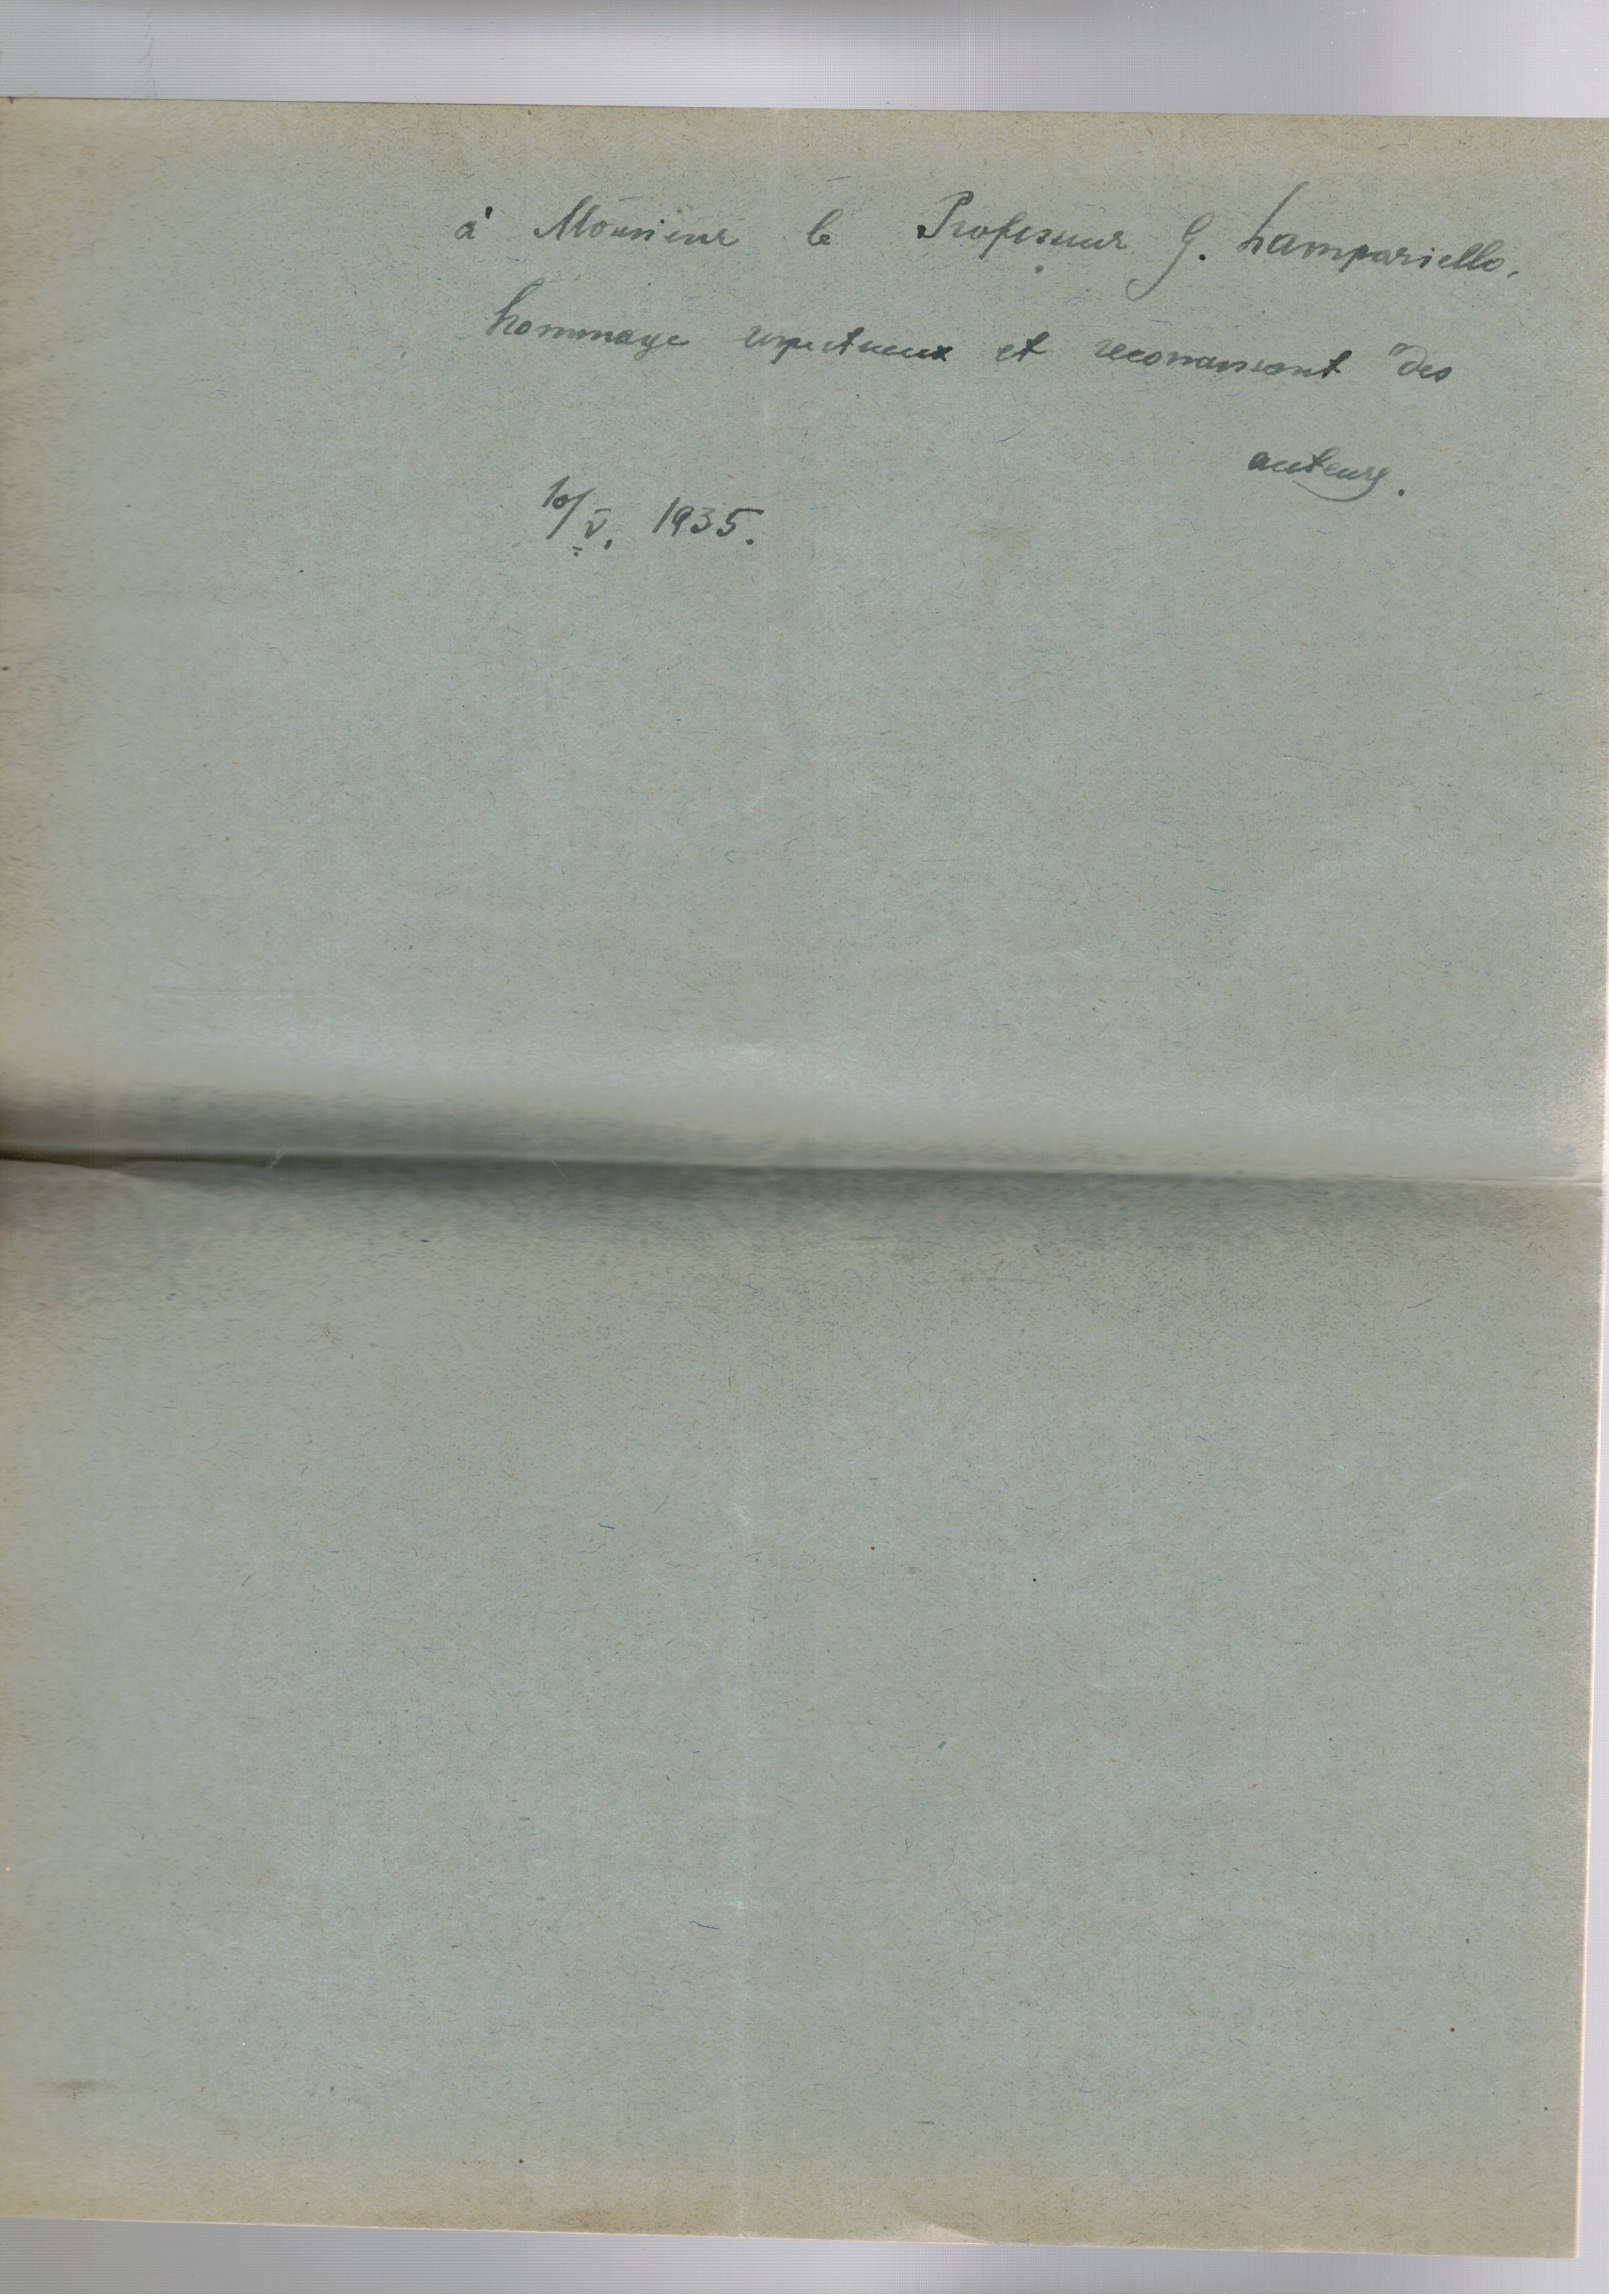 à Monsieur le Professeur G. Lampariello,
hommage respectueux et reconnaissant des
auteurs.
10/V. 1935.